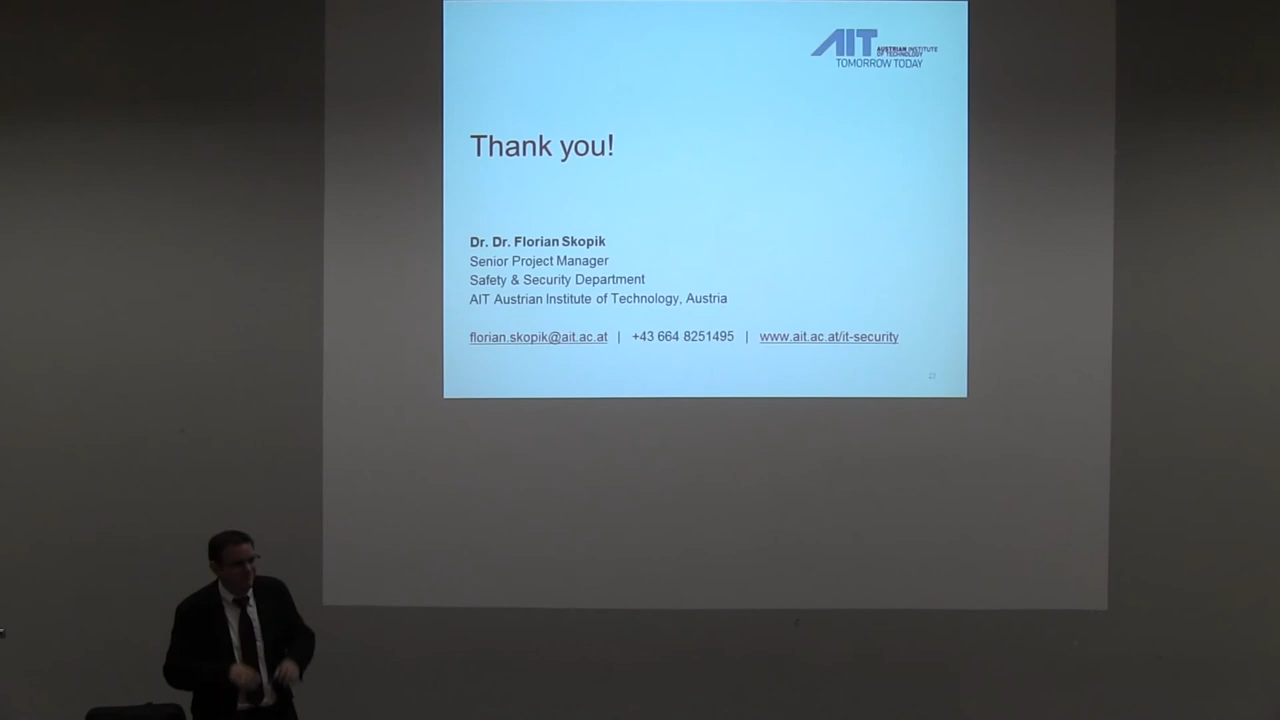 AIT
AUSTRIAN INSTITUTE
OF TECHNOLOGY
TOMORROW TODAY
Thank you!
Dr. Dr. Florian Skopik
Senior Project Manager
Safety & Security Department
AIT Austrian Institute of Technology, Austria
florian.skopik@ait.ac.at | +43 664 8251495 | www.ait.ac.at/it-security